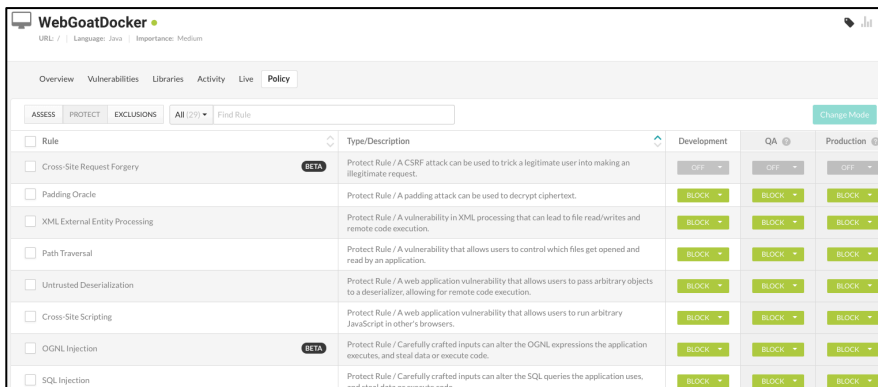 WebGoatDocker
URL: / | Language: Java | Importance: Medium
Overview Vulnerabilities Libraries Activity Live Policy
ASSESS PROTECT EXCLUSIONS All (29) Find Rule Change Mode
Rule Type/Description Development QA Production
Cross-Site Request Forgery BETA Protect Rule / A CSRF attack can be used to trick a legitimate user into making an OFF OFF OFF
illegitimate request.
Padding Oracle Protect Rule / A padding attack can be used to decrypt ciphertext. BLOCK BLOCK BLOCK
XML External Entity Processing Protect Rule / A vulnerability in XML processing that can lead to file read/writes and BLOCK BLOCK BLOCK
remote code execution.
Path Traversal Protect Rule / A vulnerability that allows users to control which files get opened and BLOCK BLOCK BLOCK
read by an application.
Untrusted Deserialization Protect Rule / A web application vulnerability that allows users to pass arbitrary objects BLOCK BLOCK BLOCK
to a deserializer, allowing for remote code execution.
Cross-Site Scripting Protect Rule / A web application vulnerability that allows users to run arbitrary BLOCK BLOCK BLOCK
JavaScript in other's browsers.
OGNL Injection BETA Protect Rule / Carefully crafted inputs can alter the OGNL expressions the application BLOCK BLOCK BLOCK
executes, and steal data or execute code.
SQL Injection Protect Rule / Carefully crafted inputs can alter the SQL queries the application uses, BLOCK BLOCK BLOCK
and steal data or execute code.